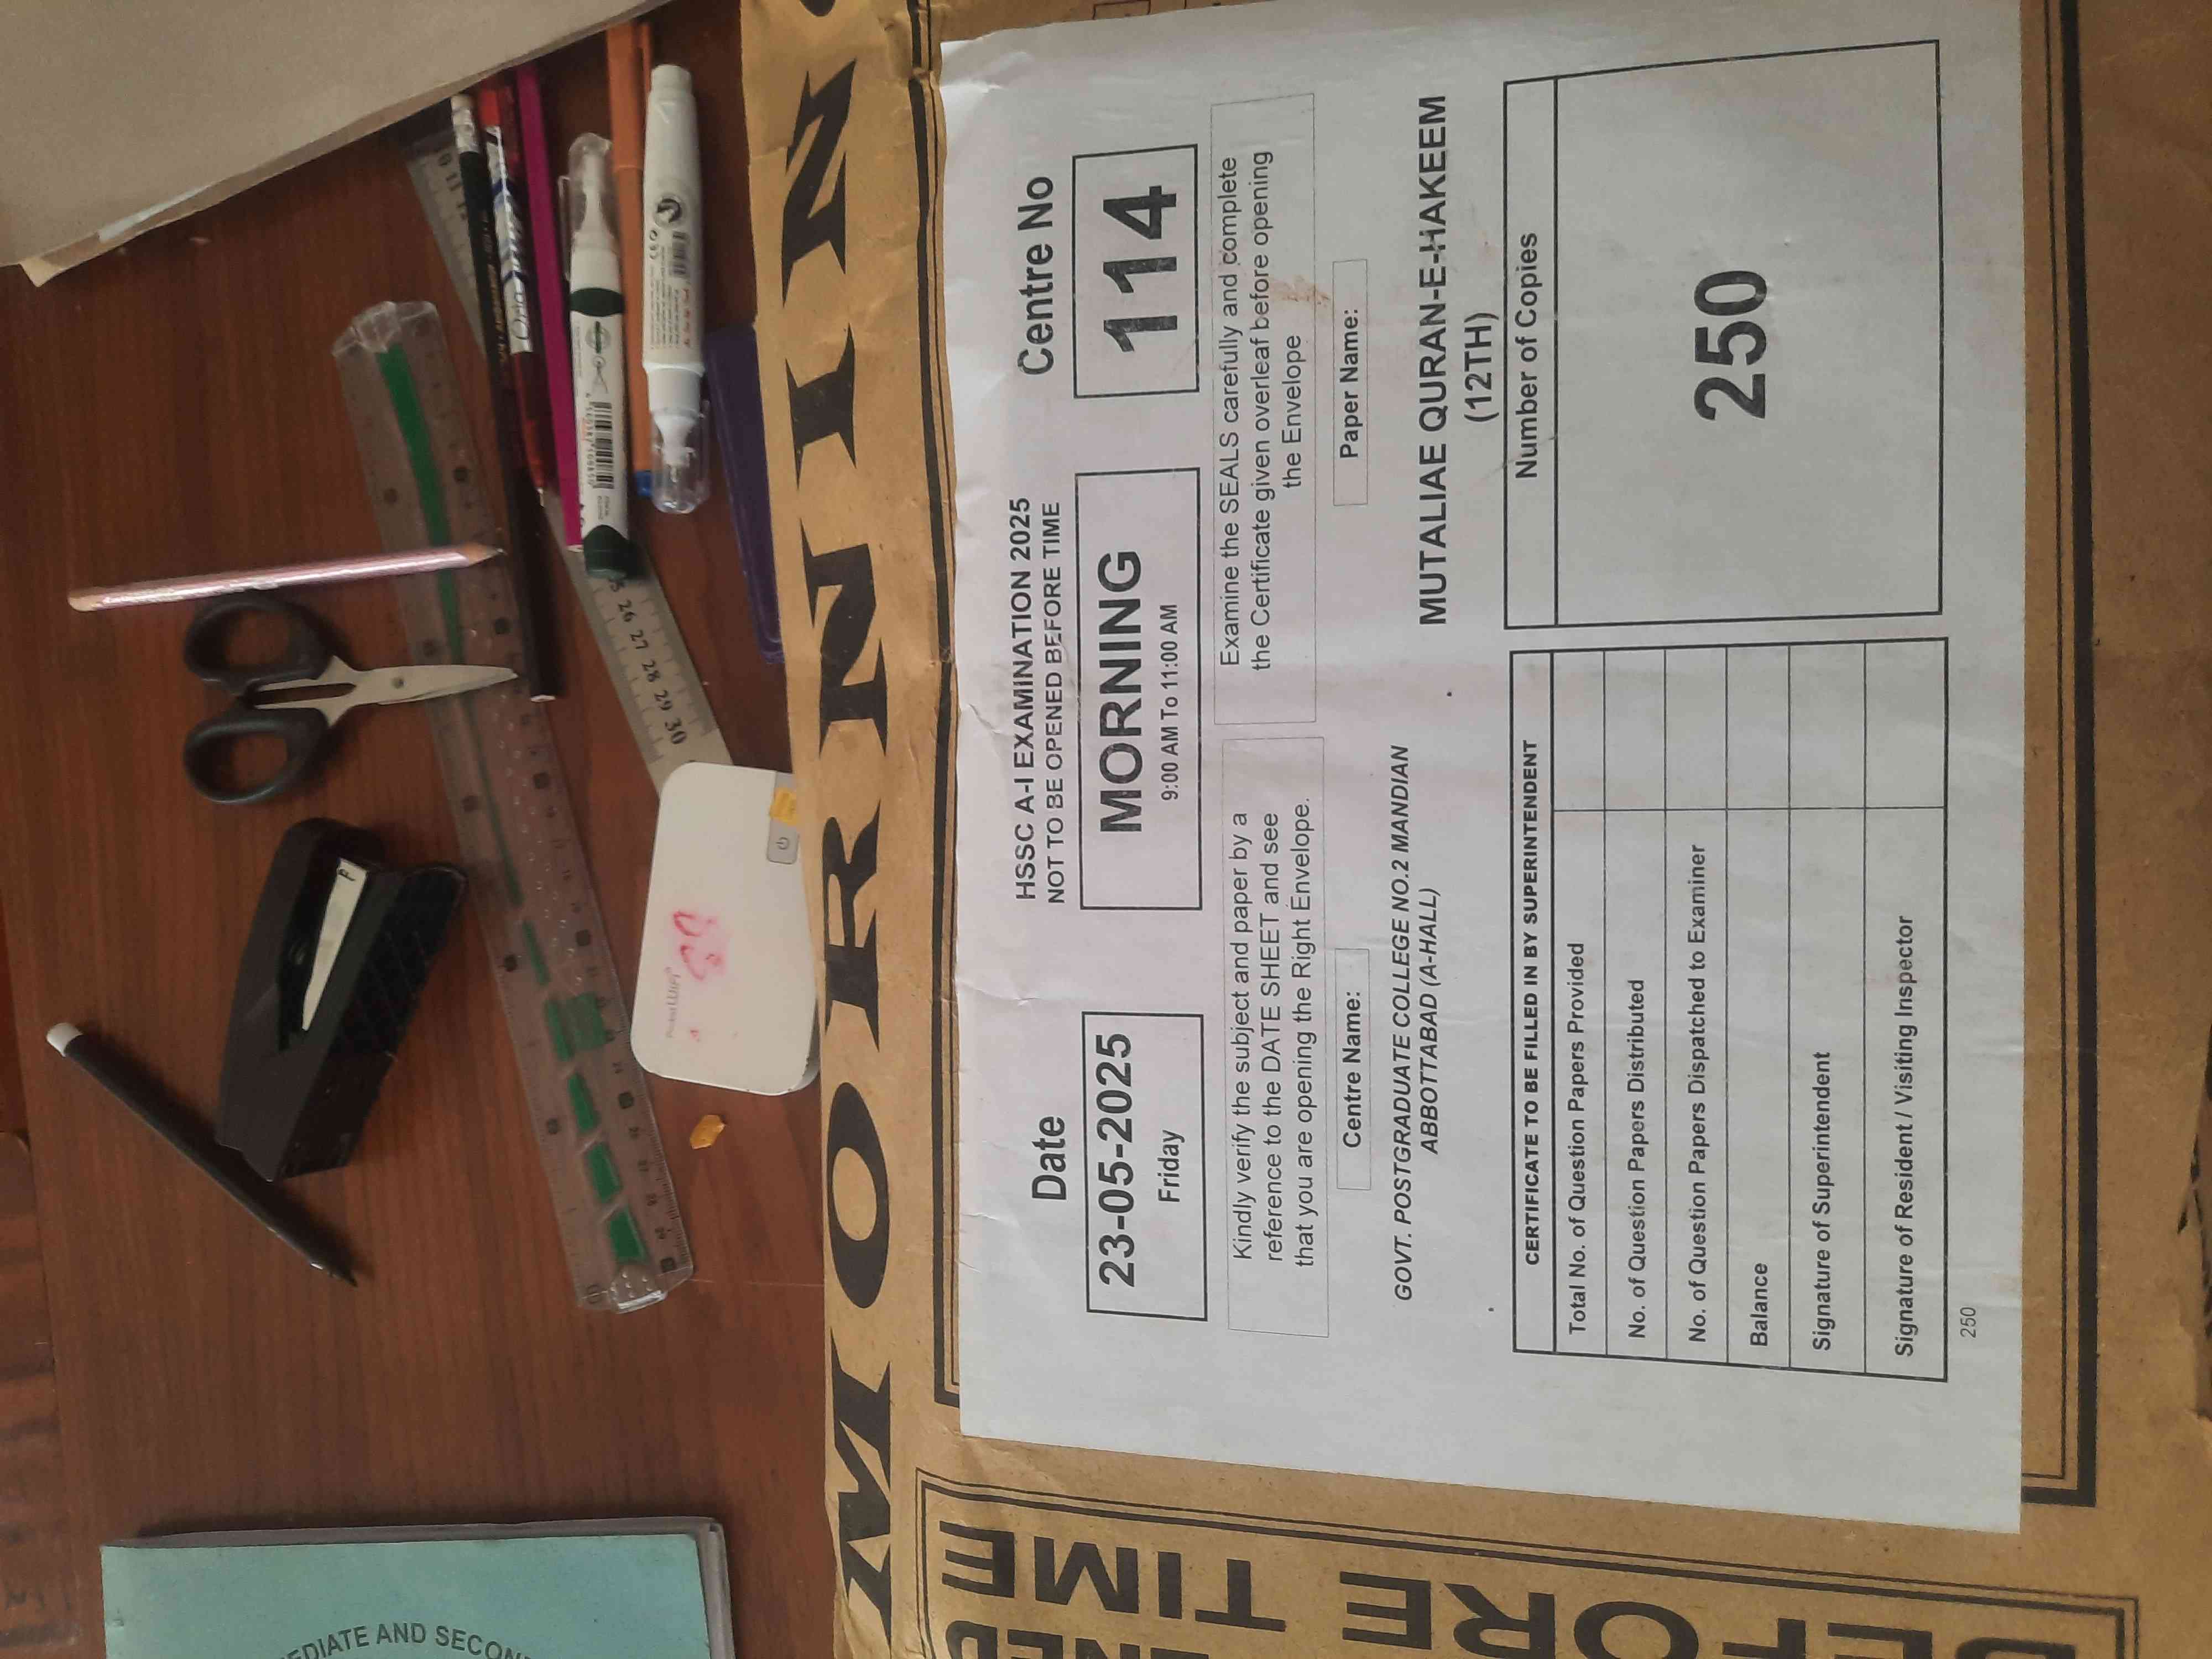 MORNIN
HSSC A-I EXAMINATION 2025
NOT TO BE OPENED BEFORE TIME
Date
23-05-2025
Friday
MORNING
9:00 AM To 11:00 AM
Centre No
114
Kindly verify the subject and paper by a
reference to the DATE SHEET and see
that you are opening the Right Envelope.
Examine the SEALS carefully and complete
the Certificate given overleaf before opening
the Envelope
Centre Name:
GOVT. POSTGRADUATE COLLEGE NO.2 MANDIAN
ABBOTTABAD (A-HALL)
Paper Name:
MUTALIAE QURAN-E-HAKEEM
(12TH)
CERTIFICATE TO BE FILLED IN BY SUPERINTENDENT
Total No. of Question Papers Provided
No. of Question Papers Distributed
No. of Question Papers Dispatched to Examiner
Balance
Signature of Superintendent
Signature of Resident / Visiting Inspector
Number of Copies
250
250
TIME
ORE
EDIATE AND SECON
26 27 28 29 30